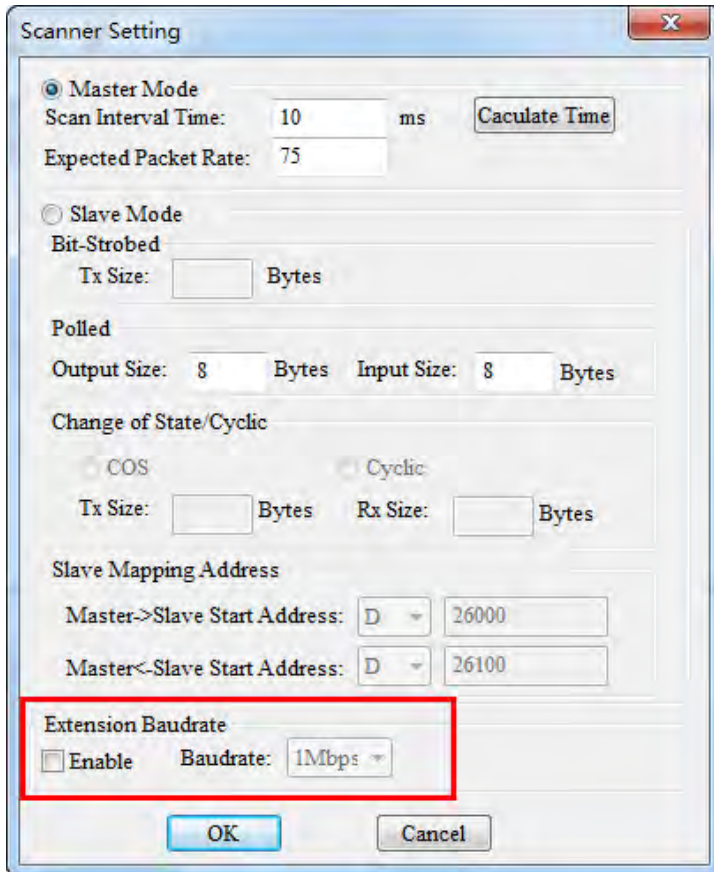 Scanner Setting
Master Mode
Scan Interval Time: 10 ms Caculate Time
Expected Packet Rate: 75
Slave Mode
Bit-Strobed
Tx Size: Bytes
Polled
Output Size: 8 Bytes Input Size: 8 Bytes
Change of State/Cyclic
COS Cyclic
Tx Size: Bytes Rx Size: Bytes
Slave Mapping Address
Master->Slave Start Address: D 26000
Master<-Slave Start Address: D 26100
Extension Baudrate
Enable Baudrate: 1Mbps
OK Cancel